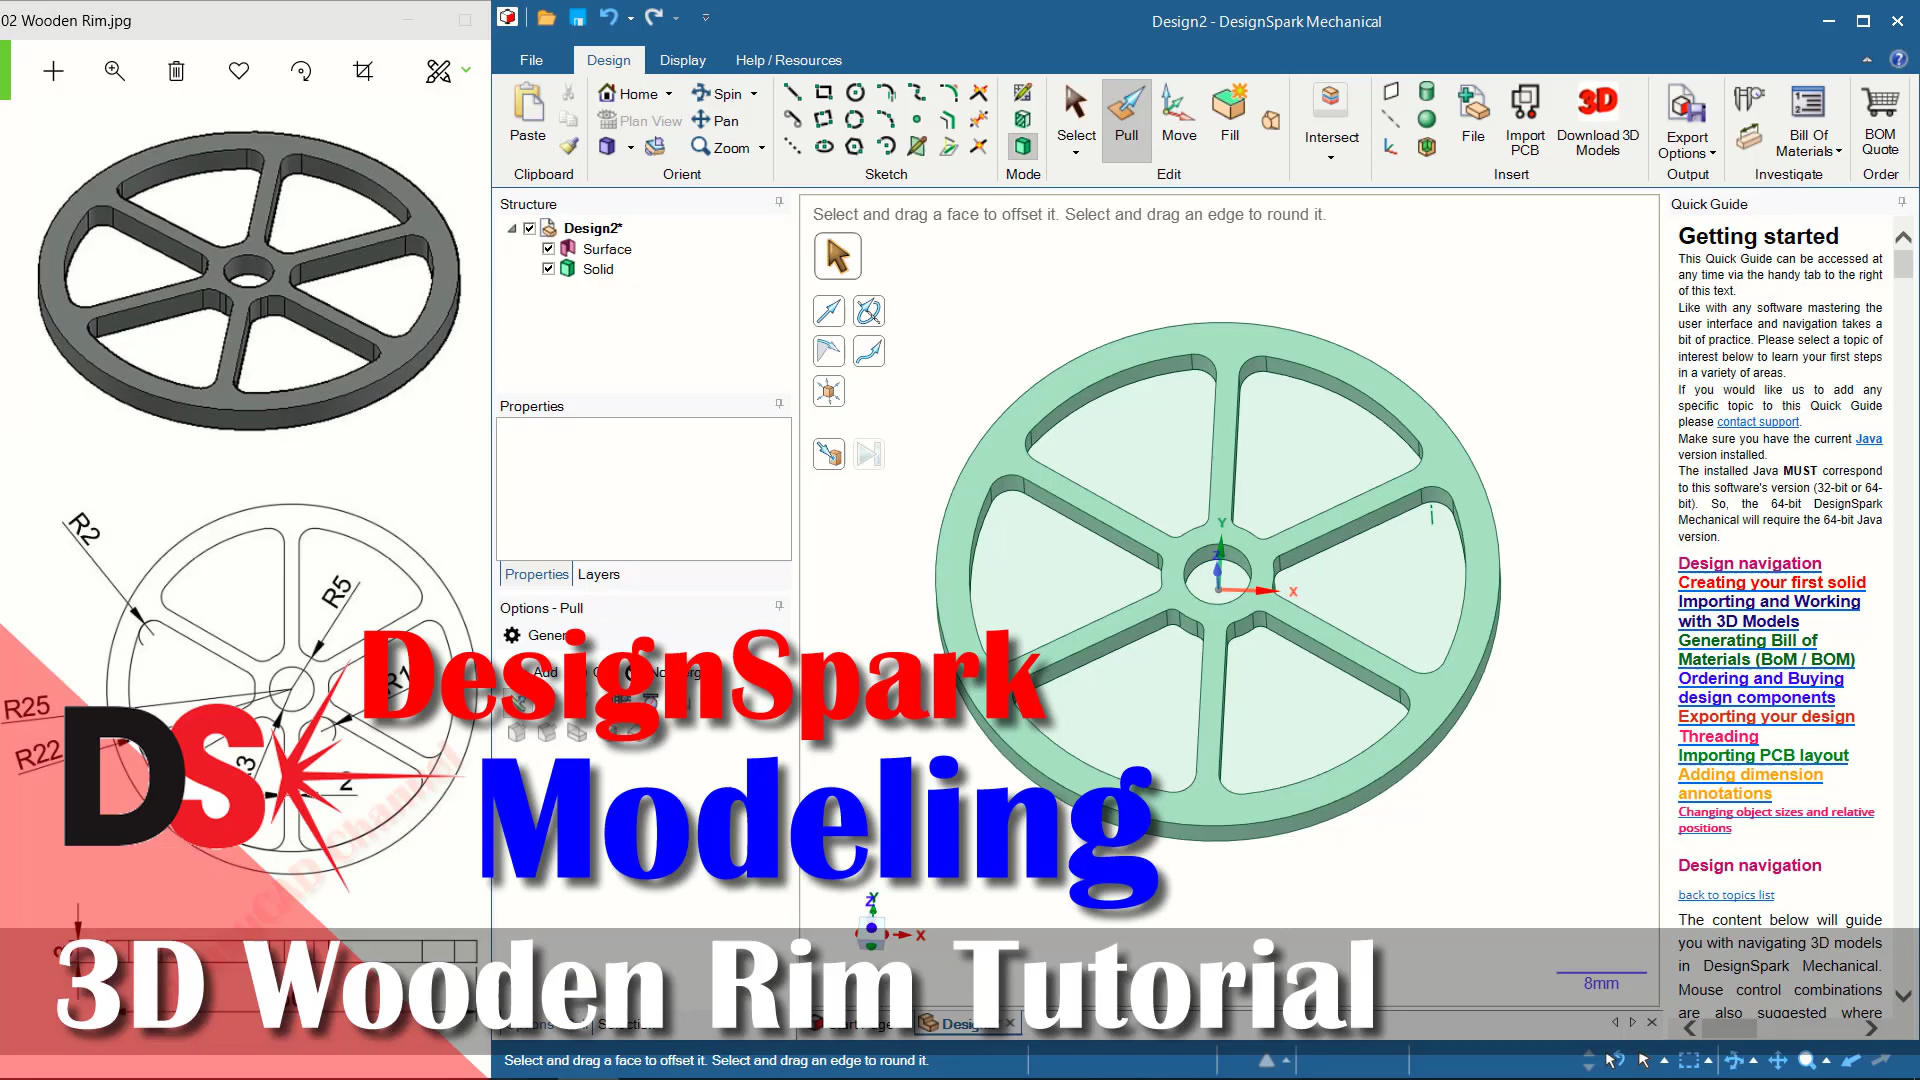 02 Wooden Rim.jpg
Design2 - DesignSpark Mechanical
File
Design
Display
Help / Resources
Paste
Clipboard
Home
Spin
Plan View
Pan
Zoom
Orient
Sketch
Mode
Select
Pull
Move
Fill
Edit
Intersect
File
Import PCB
Download 3D Models
3D
Insert
Export Options
Output
Bill Of Materials
Investigate
BOM Quote
Order
Structure
Design2*
Surface
Solid
Properties
Properties
Layers
Options - Pull
Select and drag a face to offset it. Select and drag an edge to round it.
Y
Z
X
Z
Y
X
8mm
Quick Guide
Getting started
This Quick Guide can be accessed at
any time via the handy tab to the right
of this text.
Like with any software mastering the
user interface and navigation takes a
bit of practice. Please select a topic of
interest below to learn your first steps
in a variety of areas.
If you would like us to add any
specific topic to this Quick Guide
please contact support.
Make sure you have the current Java
version installed.
The installed Java MUST correspond
to this software's version (32-bit or 64-
bit). So, the 64-bit DesignSpark
Mechanical will require the 64-bit Java
version.
Design navigation
Creating your first solid
Importing and Working
with 3D Models
Generating Bill of
Materials (BoM / BOM)
Ordering and Buying
design components
Exporting your design
Threading
Importing PCB layout
Adding dimension
annotations
Changing object sizes and relative
positions
Design navigation
back to topics list
The content below will guide
you with navigating 3D models
in DesignSpark Mechanical.
Mouse control combinations
are also suggested where
R2
R5
R1
R25
R22
2
DS
DesignSpark
Modeling
3D Wooden Rim Tutorial
Select and drag a face to offset it. Select and drag an edge to round it.